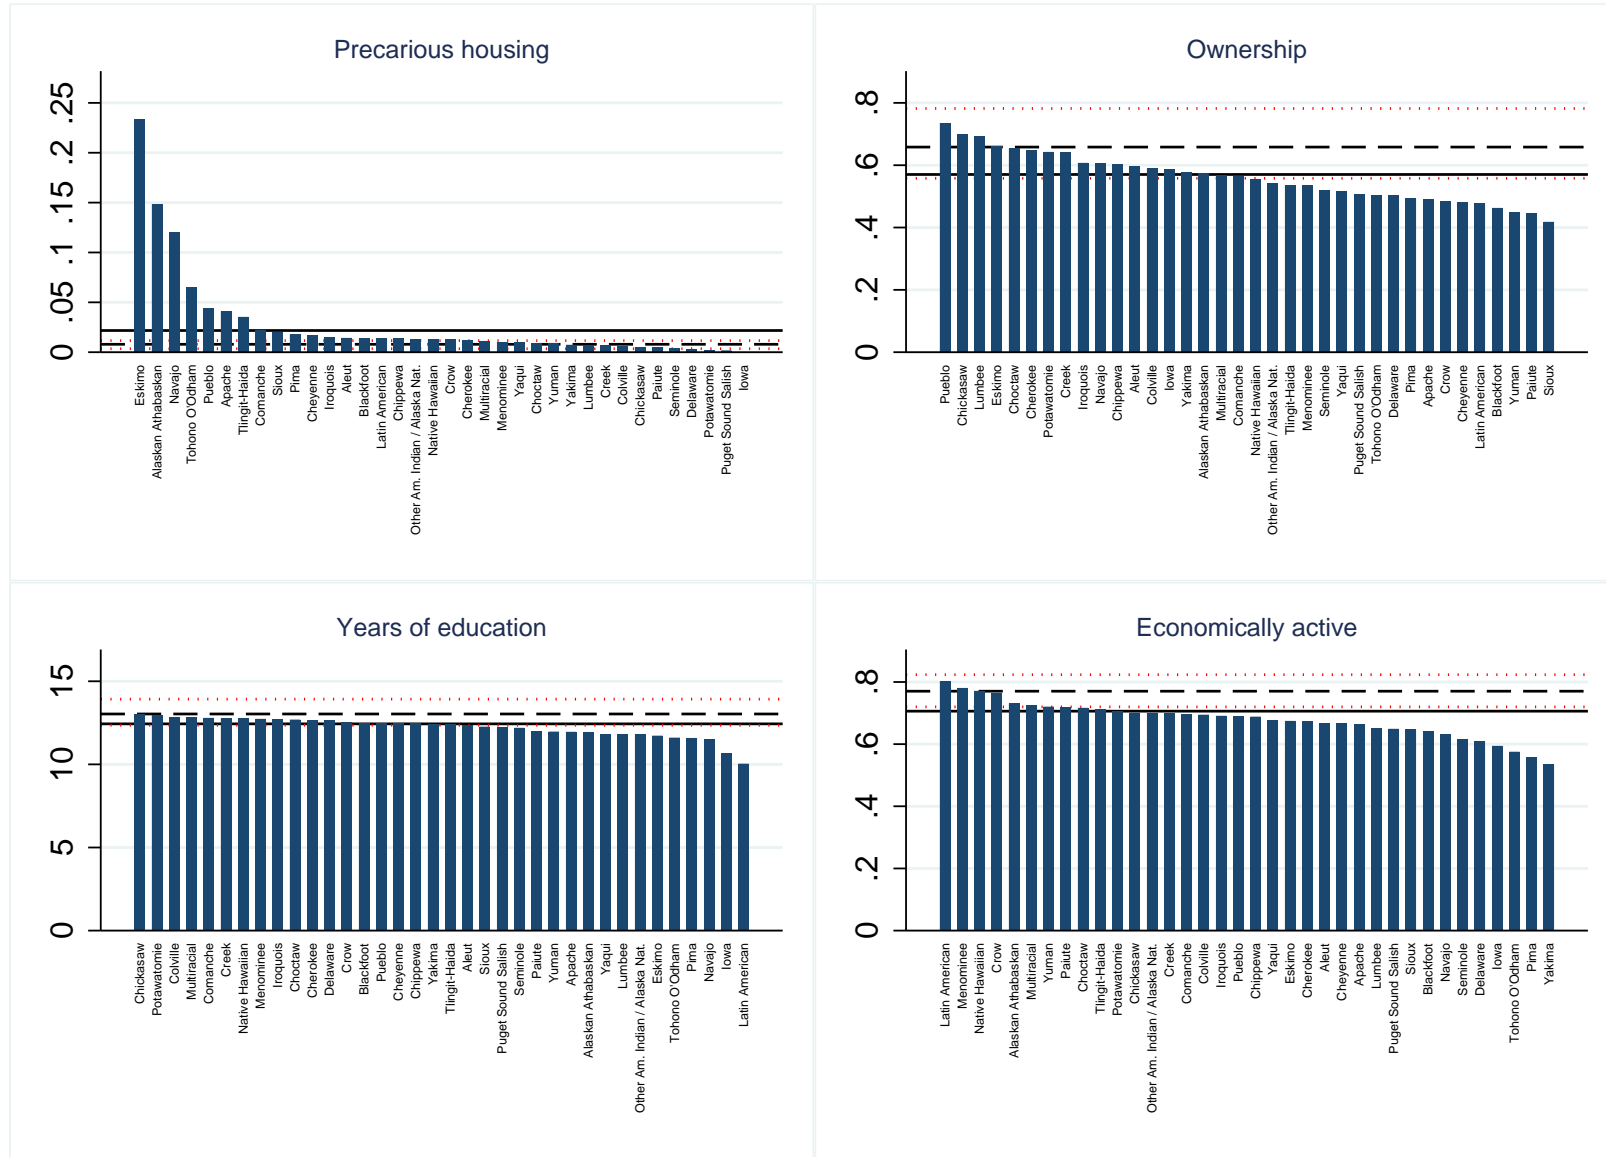 Precarious housing
.25
.2
.15
.1
.05
0
Eskimo
Alaskan Athabaskan
Navajo
Tohono O'Odham
Pueblo
Apache
Tlingit-Haida
Comanche
Sioux
Pima
Cheyenne
Iroquois
Aleut
Blackfoot
Latin American
Chippewa
Other Am. Indian / Alaska Nat.
Native Hawaiian
Crow
Cherokee
Multiracial
Menominee
Yaqui
Choctaw
Yuman
Yakima
Lumbee
Creek
Colville
Chickasaw
Paiute
Seminole
Delaware
Potawatomie
Puget Sound Salish
Iowa
Ownership
.8
.6
.4
.2
0
Pueblo
Chickasaw
Lumbee
Eskimo
Choctaw
Cherokee
Potawatomie
Creek
Iroquois
Navajo
Chippewa
Aleut
Colville
Iowa
Yakima
Alaskan Athabaskan
Multiracial
Comanche
Native Hawaiian
Other Am. Indian / Alaska Nat.
Tlingit-Haida
Menominee
Seminole
Yaqui
Puget Sound Salish
Tohono O'Odham
Delaware
Pima
Apache
Crow
Cheyenne
Latin American
Blackfoot
Yuman
Paiute
Sioux
Years of education
15
10
5
0
Chickasaw
Potawatomie
Colville
Multiracial
Comanche
Creek
Native Hawaiian
Menominee
Iroquois
Choctaw
Cherokee
Delaware
Crow
Blackfoot
Pueblo
Cheyenne
Chippewa
Yakima
Tlingit-Haida
Aleut
Sioux
Puget Sound Salish
Seminole
Paiute
Yuman
Apache
Alaskan Athabaskan
Yaqui
Lumbee
Other Am. Indian / Alaska Nat.
Eskimo
Tohono O'Odham
Pima
Navajo
Iowa
Latin American
Economically active
.8
.6
.4
.2
0
Latin American
Menominee
Native Hawaiian
Crow
Alaskan Athabaskan
Multiracial
Yuman
Paiute
Choctaw
Tlingit-Haida
Potawatomie
Chickasaw
Other Am. Indian / Alaska Nat.
Creek
Comanche
Colville
Iroquois
Pueblo
Chippewa
Yaqui
Eskimo
Cherokee
Aleut
Cheyenne
Apache
Lumbee
Puget Sound Salish
Sioux
Blackfoot
Navajo
Seminole
Delaware
Iowa
Tohono O'Odham
Pima
Yakima